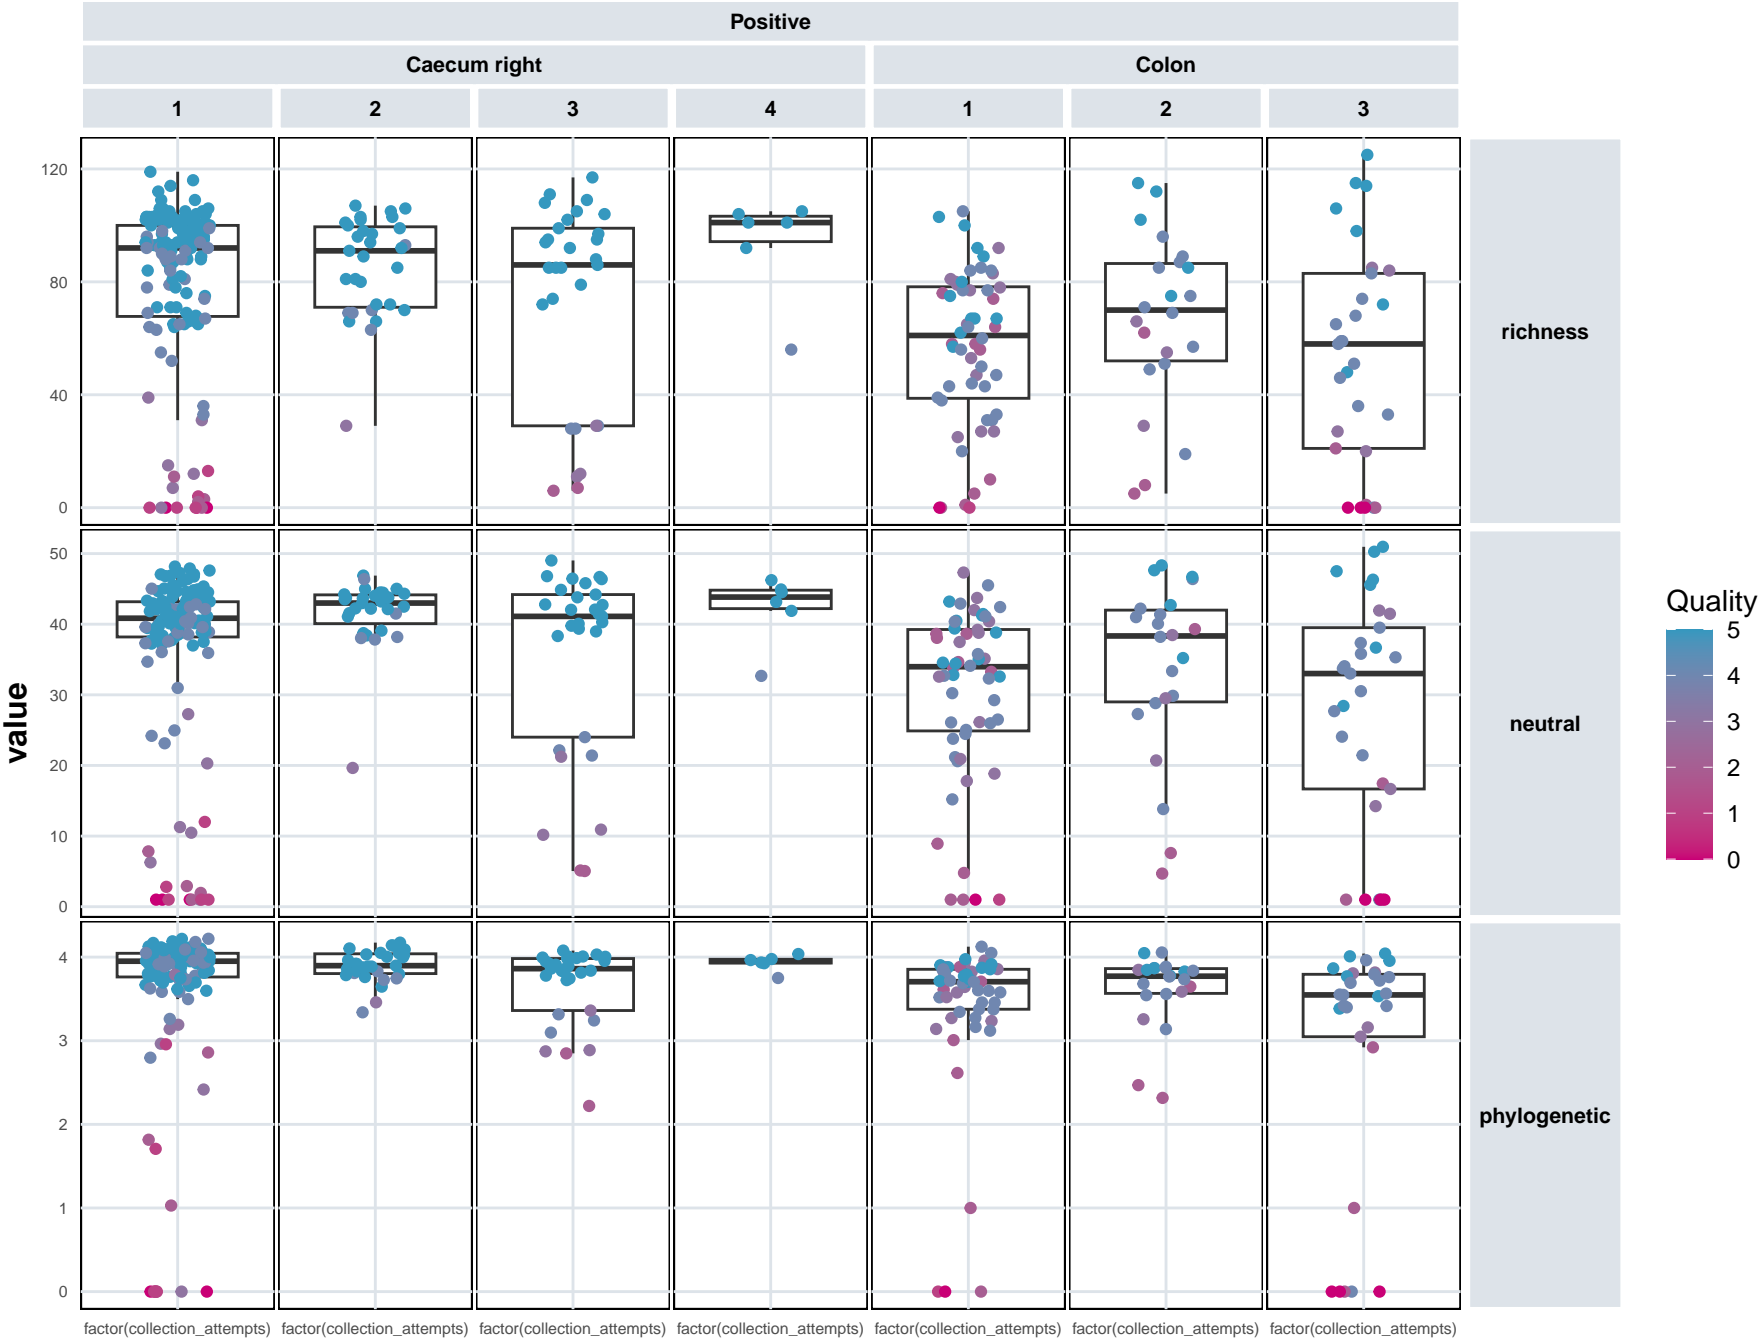 Positive
Caecum right
Colon
1
2
3
4
1
2
3
120
80
40
0
richness
50
40
30
20
10
0
neutral
4
3
2
1
0
phylogenetic
value
Quality
5
4
3
2
1
0
factor(collection_attempts)
factor(collection_attempts)
factor(collection_attempts)
factor(collection_attempts)
factor(collection_attempts)
factor(collection_attempts)
factor(collection_attempts)